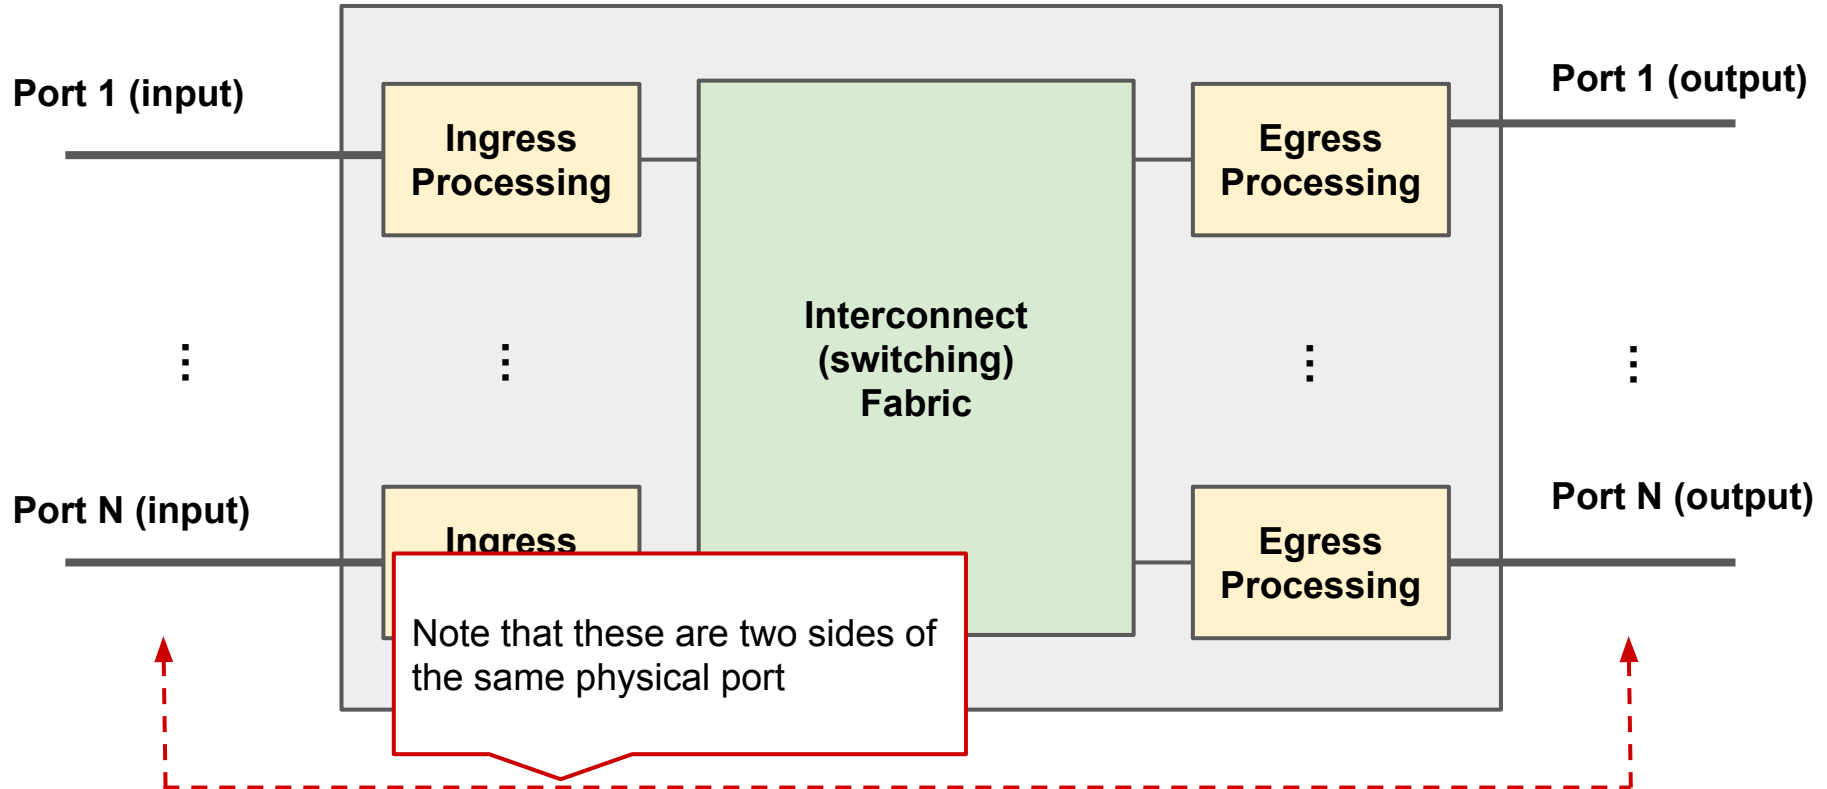 Port 1 (input)
Port 1 (output)
Ingress
Processing
Egress
Processing
Interconnect
(switching)
Fabric
Port N (input)
Port N (output)
Ingress
Egress
Processing
Note that these are two sides of
the same physical port